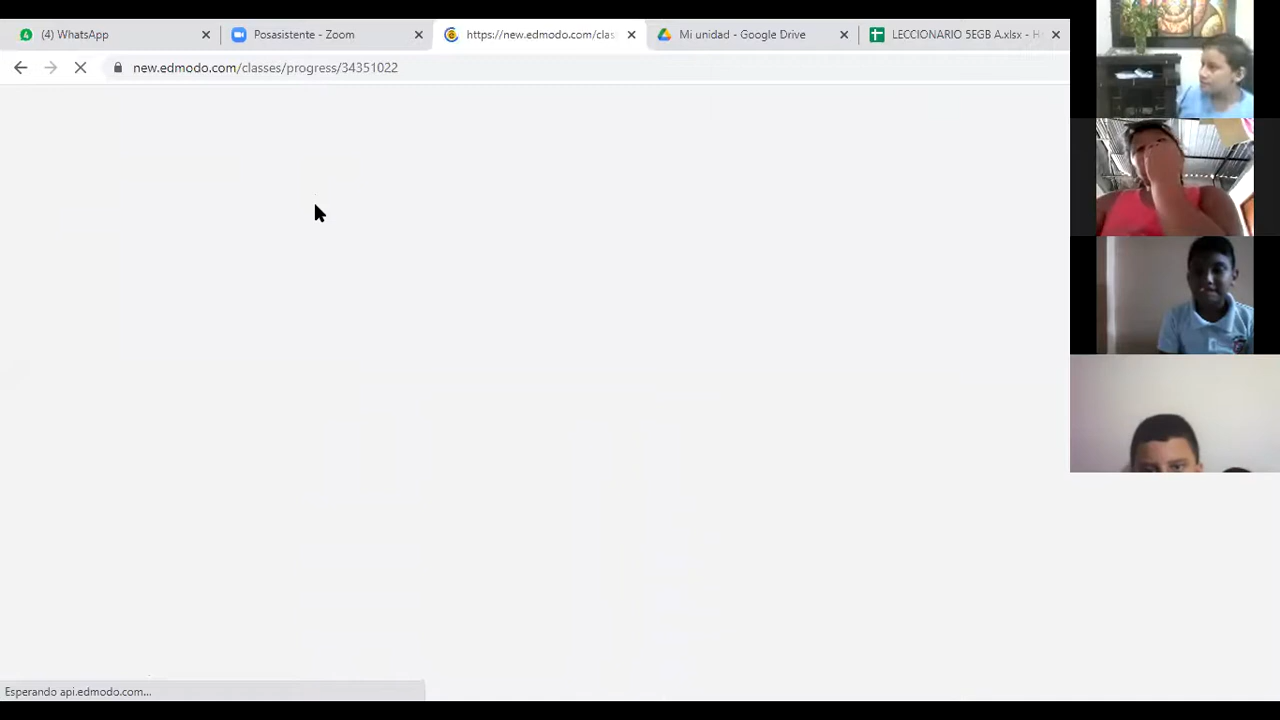 (4) WhatsApp
Posasistente - Zoom
https://new.edmodo.com/clas
Mi unidad - Google Drive
LECCIONARIO 5EGB A.xlsx - H
new.edmodo.com/classes/progress/34351022
Esperando api.edmodo.com...